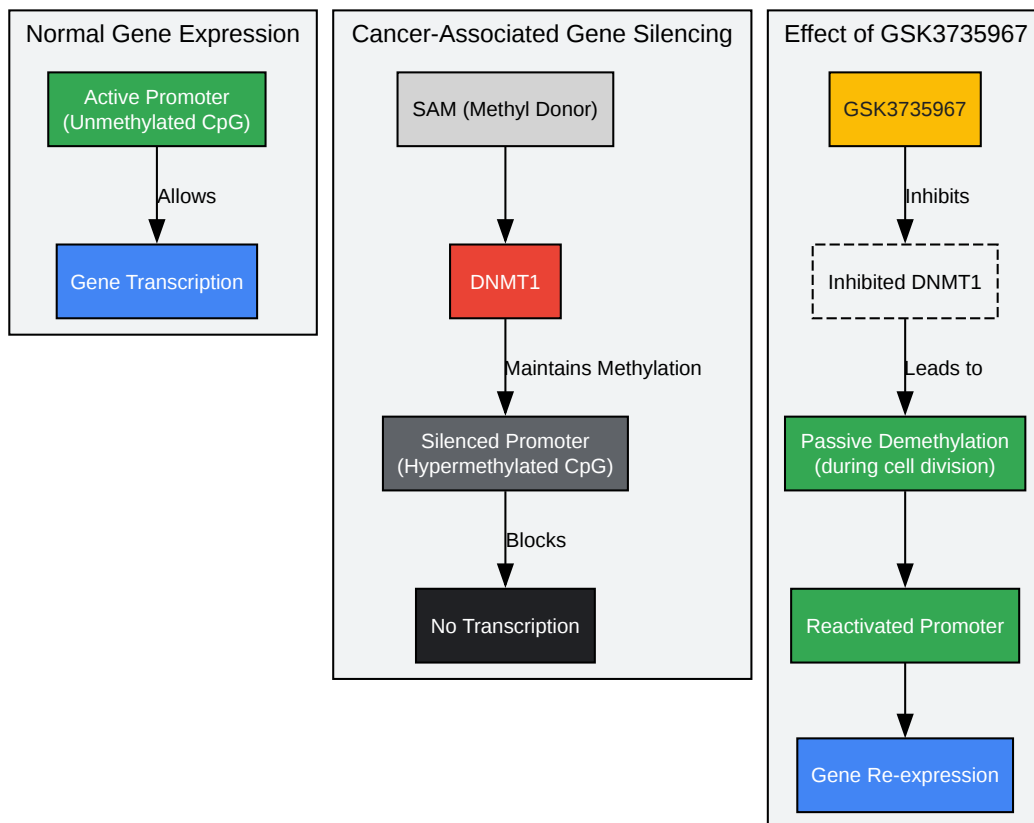 Normal Gene Expression
Active Promoter
(Unmethylated CpG)
Allows
Gene Transcription
Cancer-Associated Gene Silencing
SAM (Methyl Donor)
DNMT1
Maintains Methylation
Silenced Promoter
(Hypermethylated CpG)
Blocks
No Transcription
Effect of GSK3735967
GSK3735967
Inhibits
Inhibited DNMT1
Leads to
Passive Demethylation
(during cell division)
Reactivated Promoter
Gene Re-expression